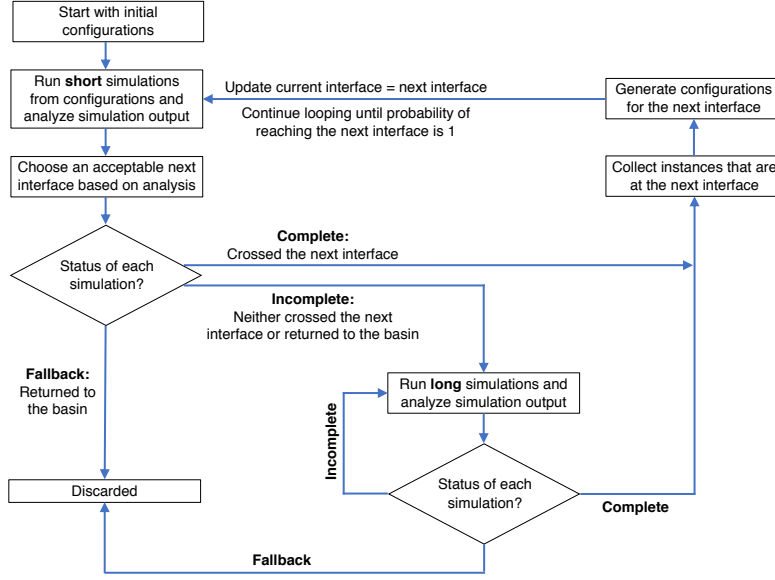 Start with initial
configurations
Run short simulations
from configurations and
analyze simulation output
Update current interface = next interface
Continue looping until probability of
reaching the next interface is 1
Generate configurations
for the next interface
Choose an acceptable next
interface based on analysis
Collect instances that are
at the next interface
Status of each
simulation?
Complete:
Crossed the next interface
Incomplete:
Neither crossed the next
interface or returned to the basin
Fallback:
Returned to
the basin
Run long simulations and
analyze simulation output
Incomplete
Status of each
simulation?
Complete
Discarded
Fallback